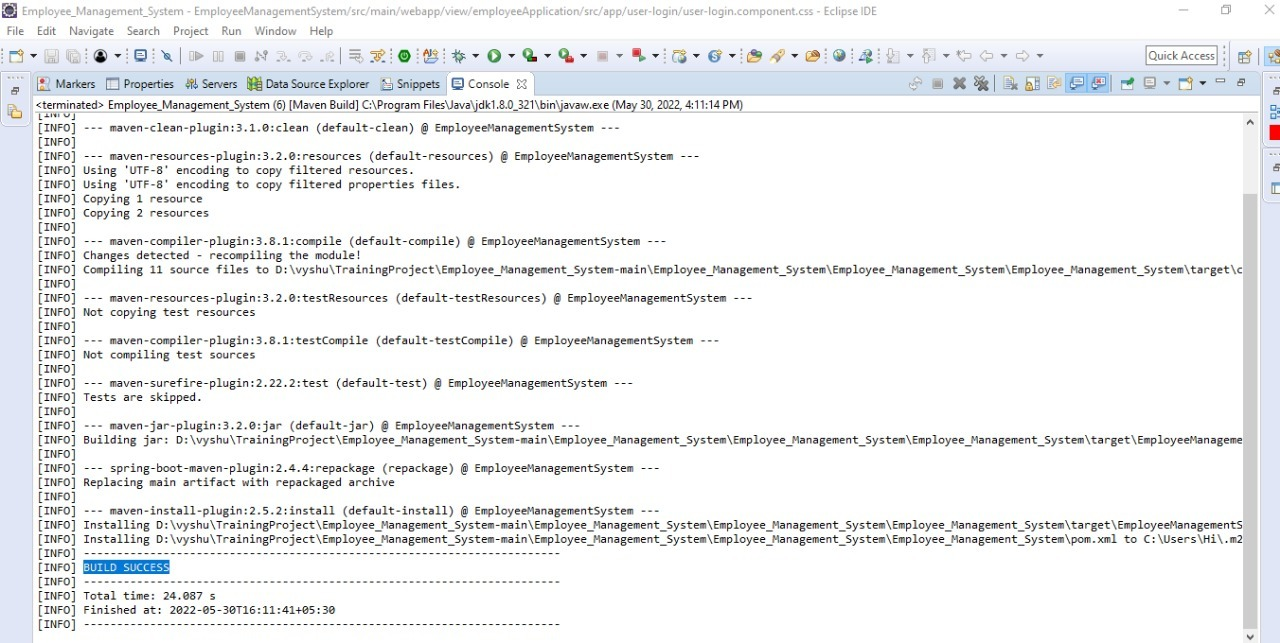 Employee_Management_System - EmployeeManagementSystem/src/main/webapp/view/employeeApplication/src/app/user-login/user-login.component.css - Eclipse IDE
File Edit Navigate Search Project Run Window Help
Quick Access
Markers Properties Servers Data Source Explorer Snippets Console
<terminated> Employee_Management_System (6) [Maven Build] C:\Program Files\Java\jdk1.8.0_321\bin\javaw.exe (May 30, 2022, 4:11:14 PM)
[INFO]
[INFO] --- maven-clean-plugin:3.1.0:clean (default-clean) @ EmployeeManagementSystem ---
[INFO]
[INFO] --- maven-resources-plugin:3.2.0:resources (default-resources) @ EmployeeManagementSystem ---
[INFO] Using 'UTF-8' encoding to copy filtered resources.
[INFO] Using 'UTF-8' encoding to copy filtered properties files.
[INFO] Copying 1 resource
[INFO] Copying 2 resources
[INFO]
[INFO] --- maven-compiler-plugin:3.8.1:compile (default-compile) @ EmployeeManagementSystem ---
[INFO] Changes detected - recompiling the module!
[INFO] Compiling 11 source files to D:\vyshu\TrainingProject\Employee_Management_System-main\Employee_Management_System\Employee_Management_System\Employee_Management_System\target\c
[INFO]
[INFO] --- maven-resources-plugin:3.2.0:testResources (default-testResources) @ EmployeeManagementSystem ---
[INFO] Not copying test resources
[INFO]
[INFO] --- maven-compiler-plugin:3.8.1:testCompile (default-testCompile) @ EmployeeManagementSystem ---
[INFO] Not compiling test sources
[INFO]
[INFO] --- maven-surefire-plugin:2.22.2:test (default-test) @ EmployeeManagementSystem ---
[INFO] Tests are skipped.
[INFO]
[INFO] --- maven-jar-plugin:3.2.0:jar (default-jar) @ EmployeeManagementSystem ---
[INFO] Building jar: D:\vyshu\TrainingProject\Employee_Management_System-main\Employee_Management_System\Employee_Management_System\Employee_Management_System\target\EmployeeManageme
[INFO]
[INFO] --- spring-boot-maven-plugin:2.4.4:repackage (repackage) @ EmployeeManagementSystem ---
[INFO] Replacing main artifact with repackaged archive
[INFO]
[INFO] --- maven-install-plugin:2.5.2:install (default-install) @ EmployeeManagementSystem ---
[INFO] Installing D:\vyshu\TrainingProject\Employee_Management_System-main\Employee_Management_System\Employee_Management_System\Employee_Management_System\target\EmployeeManagementS
[INFO] Installing D:\vyshu\TrainingProject\Employee_Management_System-main\Employee_Management_System\Employee_Management_System\Employee_Management_System\pom.xml to C:\Users\Hi\.m2
[INFO] ------------------------------------------------------------------------
[INFO] BUILD SUCCESS
[INFO] ------------------------------------------------------------------------
[INFO] Total time: 24.087 s
[INFO] Finished at: 2022-05-30T16:11:41+05:30
[INFO] ------------------------------------------------------------------------